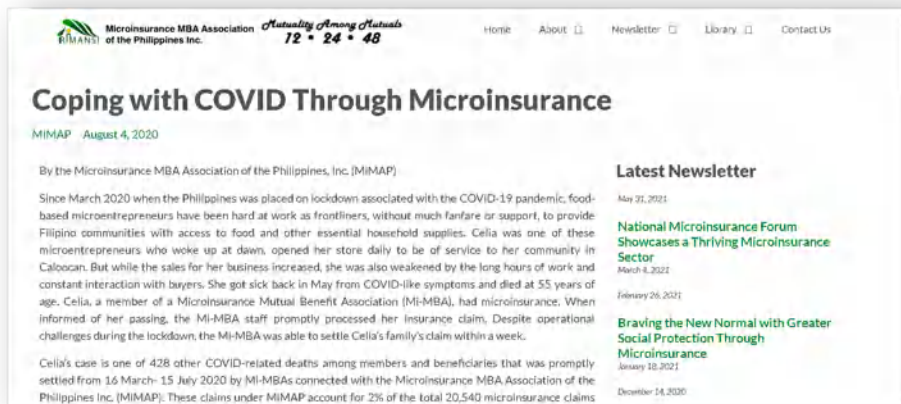 RIMANSI
Microinsurance MBA Association
of the Philippines Inc.
Mutuality Among Mutuals
12 • 24 • 48
Home About Newsletter Library Contact Us
Coping with COVID Through Microinsurance
MIMAP August 4, 2020
By the Microinsurance MBA Association of the Philippines, Inc. (MiMAP)
Since March 2020 when the Philippines was placed on lockdown associated with the COVID-19 pandemic, food-
based microentrepreneurs have been hard at work as frontliners, without much fanfare or support, to provide
Filipino communities with access to food and other essential household supplies. Celia was one of these
microentrepreneurs who woke up at dawn, opened her store daily to be of service to her community in
Caloocan. But while the sales for her business increased, she was also weakened by the long hours of work and
constant interaction with buyers. She got sick back in May from COVID-like symptoms and died at 55 years of
age. Celia, a member of a Microinsurance Mutual Benefit Association (Mi-MBA), had microinsurance. When
informed of her passing, the Mi-MBA staff promptly processed her insurance claim. Despite operational
challenges during the lockdown, the Mi-MBA was able to settle Celia's family's claim within a week.
Celia's case is one of 428 other COVID-related deaths among members and beneficiaries that was promptly
settled from 16 March- 15 July 2020 by MI-MBAs connected with the Microinsurance MBA Association of the
Philippines Inc. (MIMAP). These claims under MiMAP account for 2% of the total 20,540 microinsurance claims
Latest Newsletter
May 31, 2021
National Microinsurance Forum
Showcases a Thriving Microinsurance
Sector
March 4, 2021
February 26, 2021
Braving the New Normal with Greater
Social Protection Through
Microinsurance
January 18, 2021
December 14, 2020